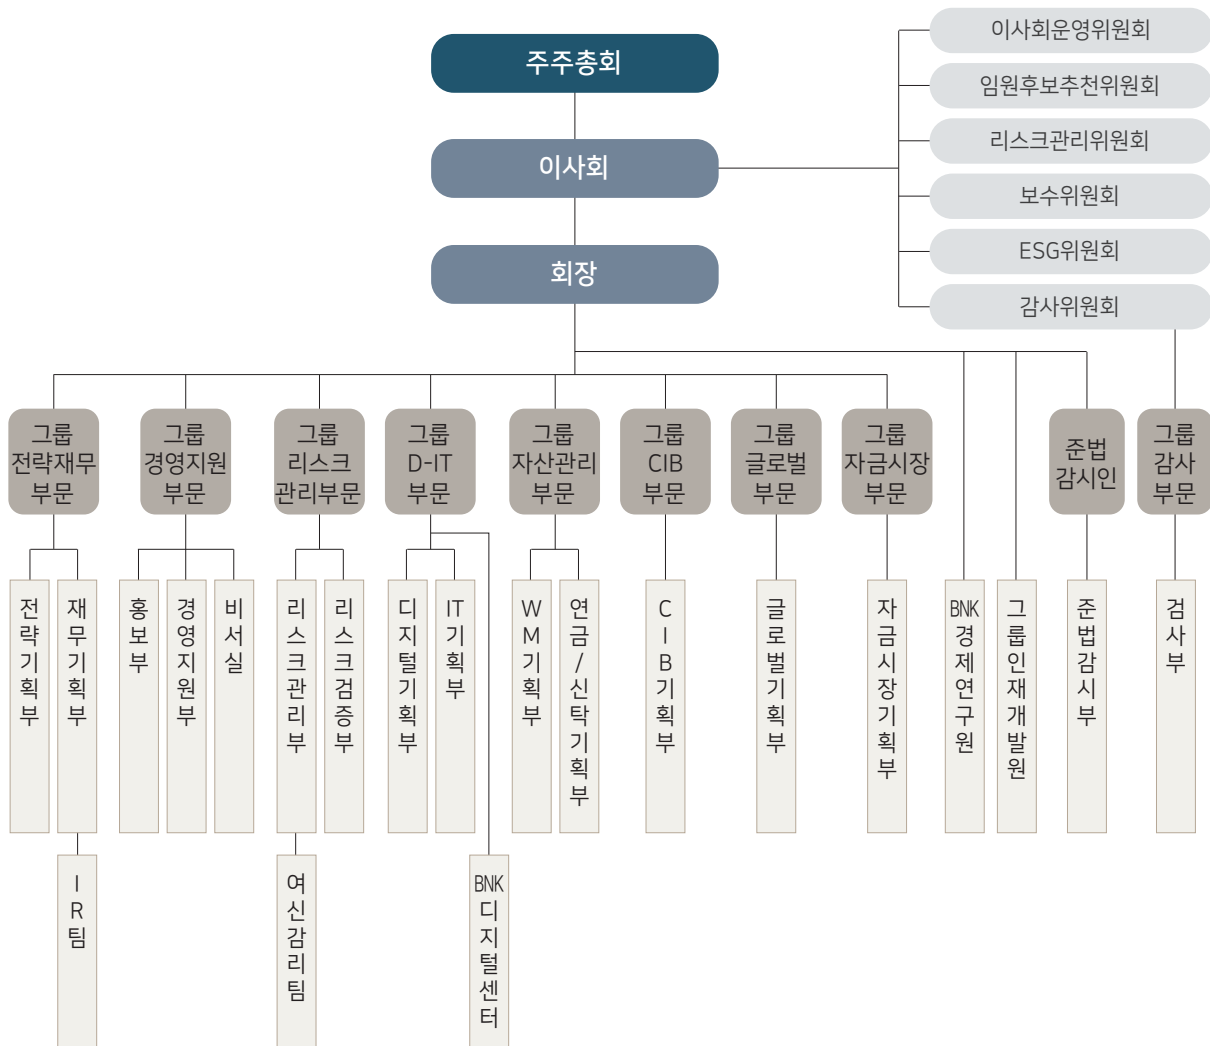 주주총회
이사회
회장
이사회운영위원회
임원후보추천위원회
리스크관리위원회
보수위원회
ESG위원회
감사위원회
그룹
전략재무
부문
그룹
경영지원
부문
그룹
리스크
관리부문
그룹
D-IT
부문
그룹
자산관리
부문
그룹
CIB
부문
그룹
글로벌
부문
그룹
자금시장
부문
준법
감시인
그룹
감사
부문
전략기획부
재무기획부
홍보부
경영지원부
비서실
리스크관리부
리스크검증부
디지털기획부
IT기획부
WM기획부
연금/신탁기획부
CIB기획부
글로벌기획부
자금시장기획부
BNK경제연구원
그룹인재개발원
준법감시부
검사부
IR팀
여신감리팀
BNK디지털센터